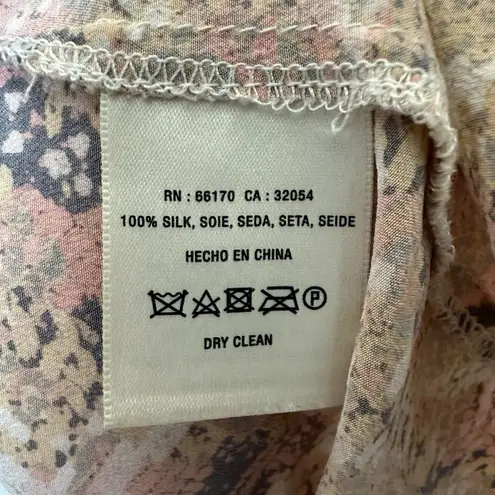 RN : 66170 CA : 32054
100% SILK, SOIE, SEDA, SETA, SEIDE
HECHO EN CHINA
P
DRY CLEAN